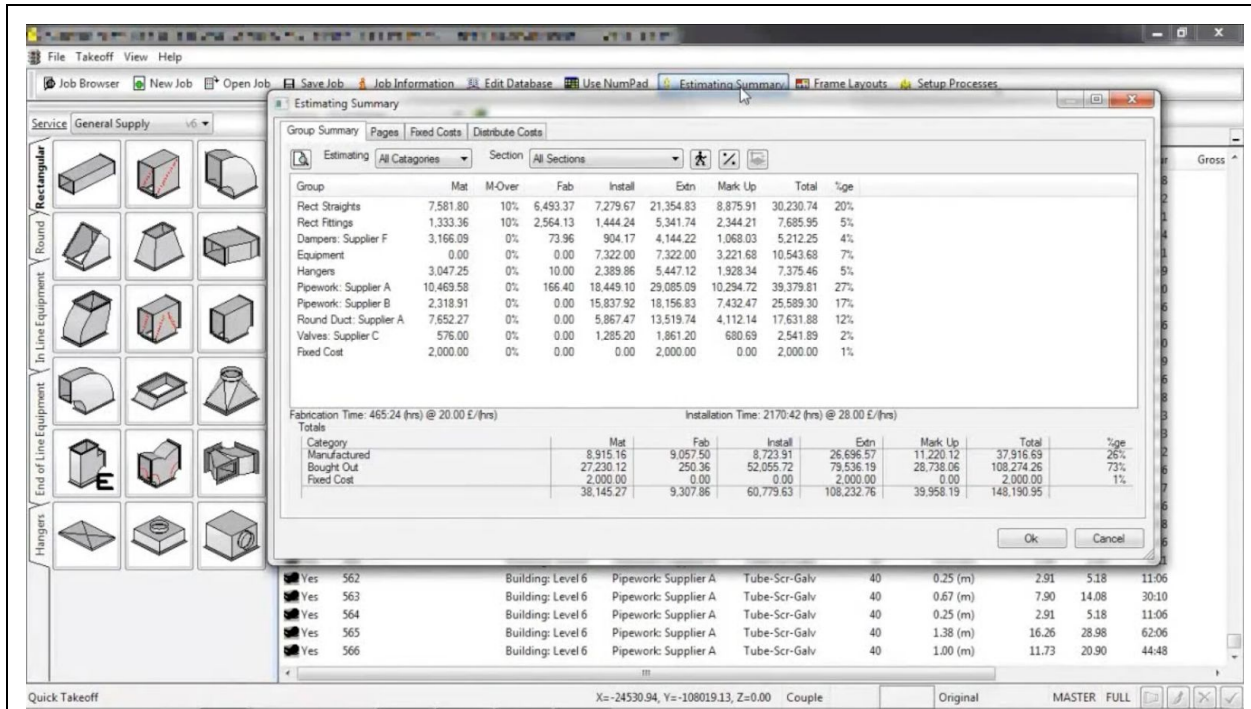 File Takeoff View Help
Job Browser New Job Open Job Save Job Job Information Edit Database Use NumPad Estimating Summary Frame Layouts Setup Processes
Service General Supply v6
Rectangular
Round
In Line Equipment
End of Line Equipment
Hangers
E
Gross
Estimating Summary
Group Summary Pages Fixed Costs Distribute Costs
Estimating All Catagories Section All Sections
Group Mat M-Over Fab Install Extn Mark Up Total %ge
Rect Straights 7,581.80 10% 6,493.37 7,279.67 21,354.83 8,875.91 30,230.74 20%
Rect Fittings 1,333.36 10% 2,564.13 1,444.24 5,341.74 2,344.21 7,685.95 5%
Dampers: Supplier F 3,166.09 0% 73.96 904.17 4,144.22 1,068.03 5,212.25 4%
Equipment 0.00 0% 0.00 7,322.00 7,322.00 3,221.68 10,543.68 7%
Hangers 3,047.25 0% 10.00 2,389.86 5,447.12 1,928.34 7,375.46 5%
Pipework: Supplier A 10,469.58 0% 166.40 18,449.10 29,085.09 10,294.72 39,379.81 27%
Pipework: Supplier B 2,318.91 0% 0.00 15,837.92 18,156.83 7,432.47 25,589.30 17%
Round Duct: Supplier A 7,652.27 0% 0.00 5,867.47 13,519.74 4,112.14 17,631.88 12%
Valves: Supplier C 576.00 0% 0.00 1,285.20 1,861.20 680.69 2,541.89 2%
Fixed Cost 2,000.00 0% 0.00 0.00 2,000.00 0.00 2,000.00 1%
Fabrication Time: 465:24 (hrs) @ 20.00 £/(hrs) Installation Time: 2170:42 (hrs) @ 28.00 £/(hrs)
Totals
Category Mat Fab Install Extn Mark Up Total %ge
Manufactured 8,915.16 9,057.50 8,723.91 26,696.57 11,220.12 37,916.69 26%
Bought Out 27,230.12 250.36 52,055.72 79,536.19 28,738.06 108,274.26 73%
Fixed Cost 2,000.00 0.00 0.00 2,000.00 0.00 2,000.00 1%
38,145.27 9,307.86 60,779.63 108,232.76 39,958.19 148,190.95
Ok Cancel
Yes 562 Building: Level 6 Pipework: Supplier A Tube-Scr-Galv 40 0.25 (m) 2.91 5.18 11:06
Yes 563 Building: Level 6 Pipework: Supplier A Tube-Scr-Galv 40 0.67 (m) 7.90 14.08 30:10
Yes 564 Building: Level 6 Pipework: Supplier A Tube-Scr-Galv 40 0.25 (m) 2.91 5.18 11:06
Yes 565 Building: Level 6 Pipework: Supplier A Tube-Scr-Galv 40 1.38 (m) 16.26 28.98 62:06
Yes 566 Building: Level 6 Pipework: Supplier A Tube-Scr-Galv 40 1.00 (m) 11.73 20.90 44:48
Quick Takeoff X=-24530.94, Y=-108019.13, Z=0.00 Couple Original MASTER FULL